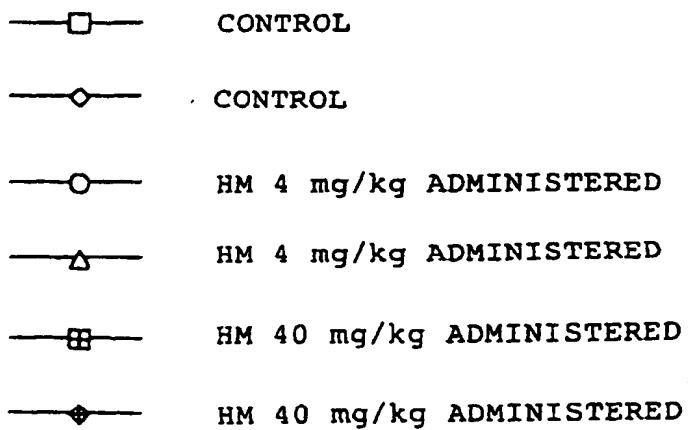 CONTROL
CONTROL
HM 4 mg/kg ADMINISTERED
HM 4 mg/kg ADMINISTERED
HM 40 mg/kg ADMINISTERED
HM 40 mg/kg ADMINISTERED